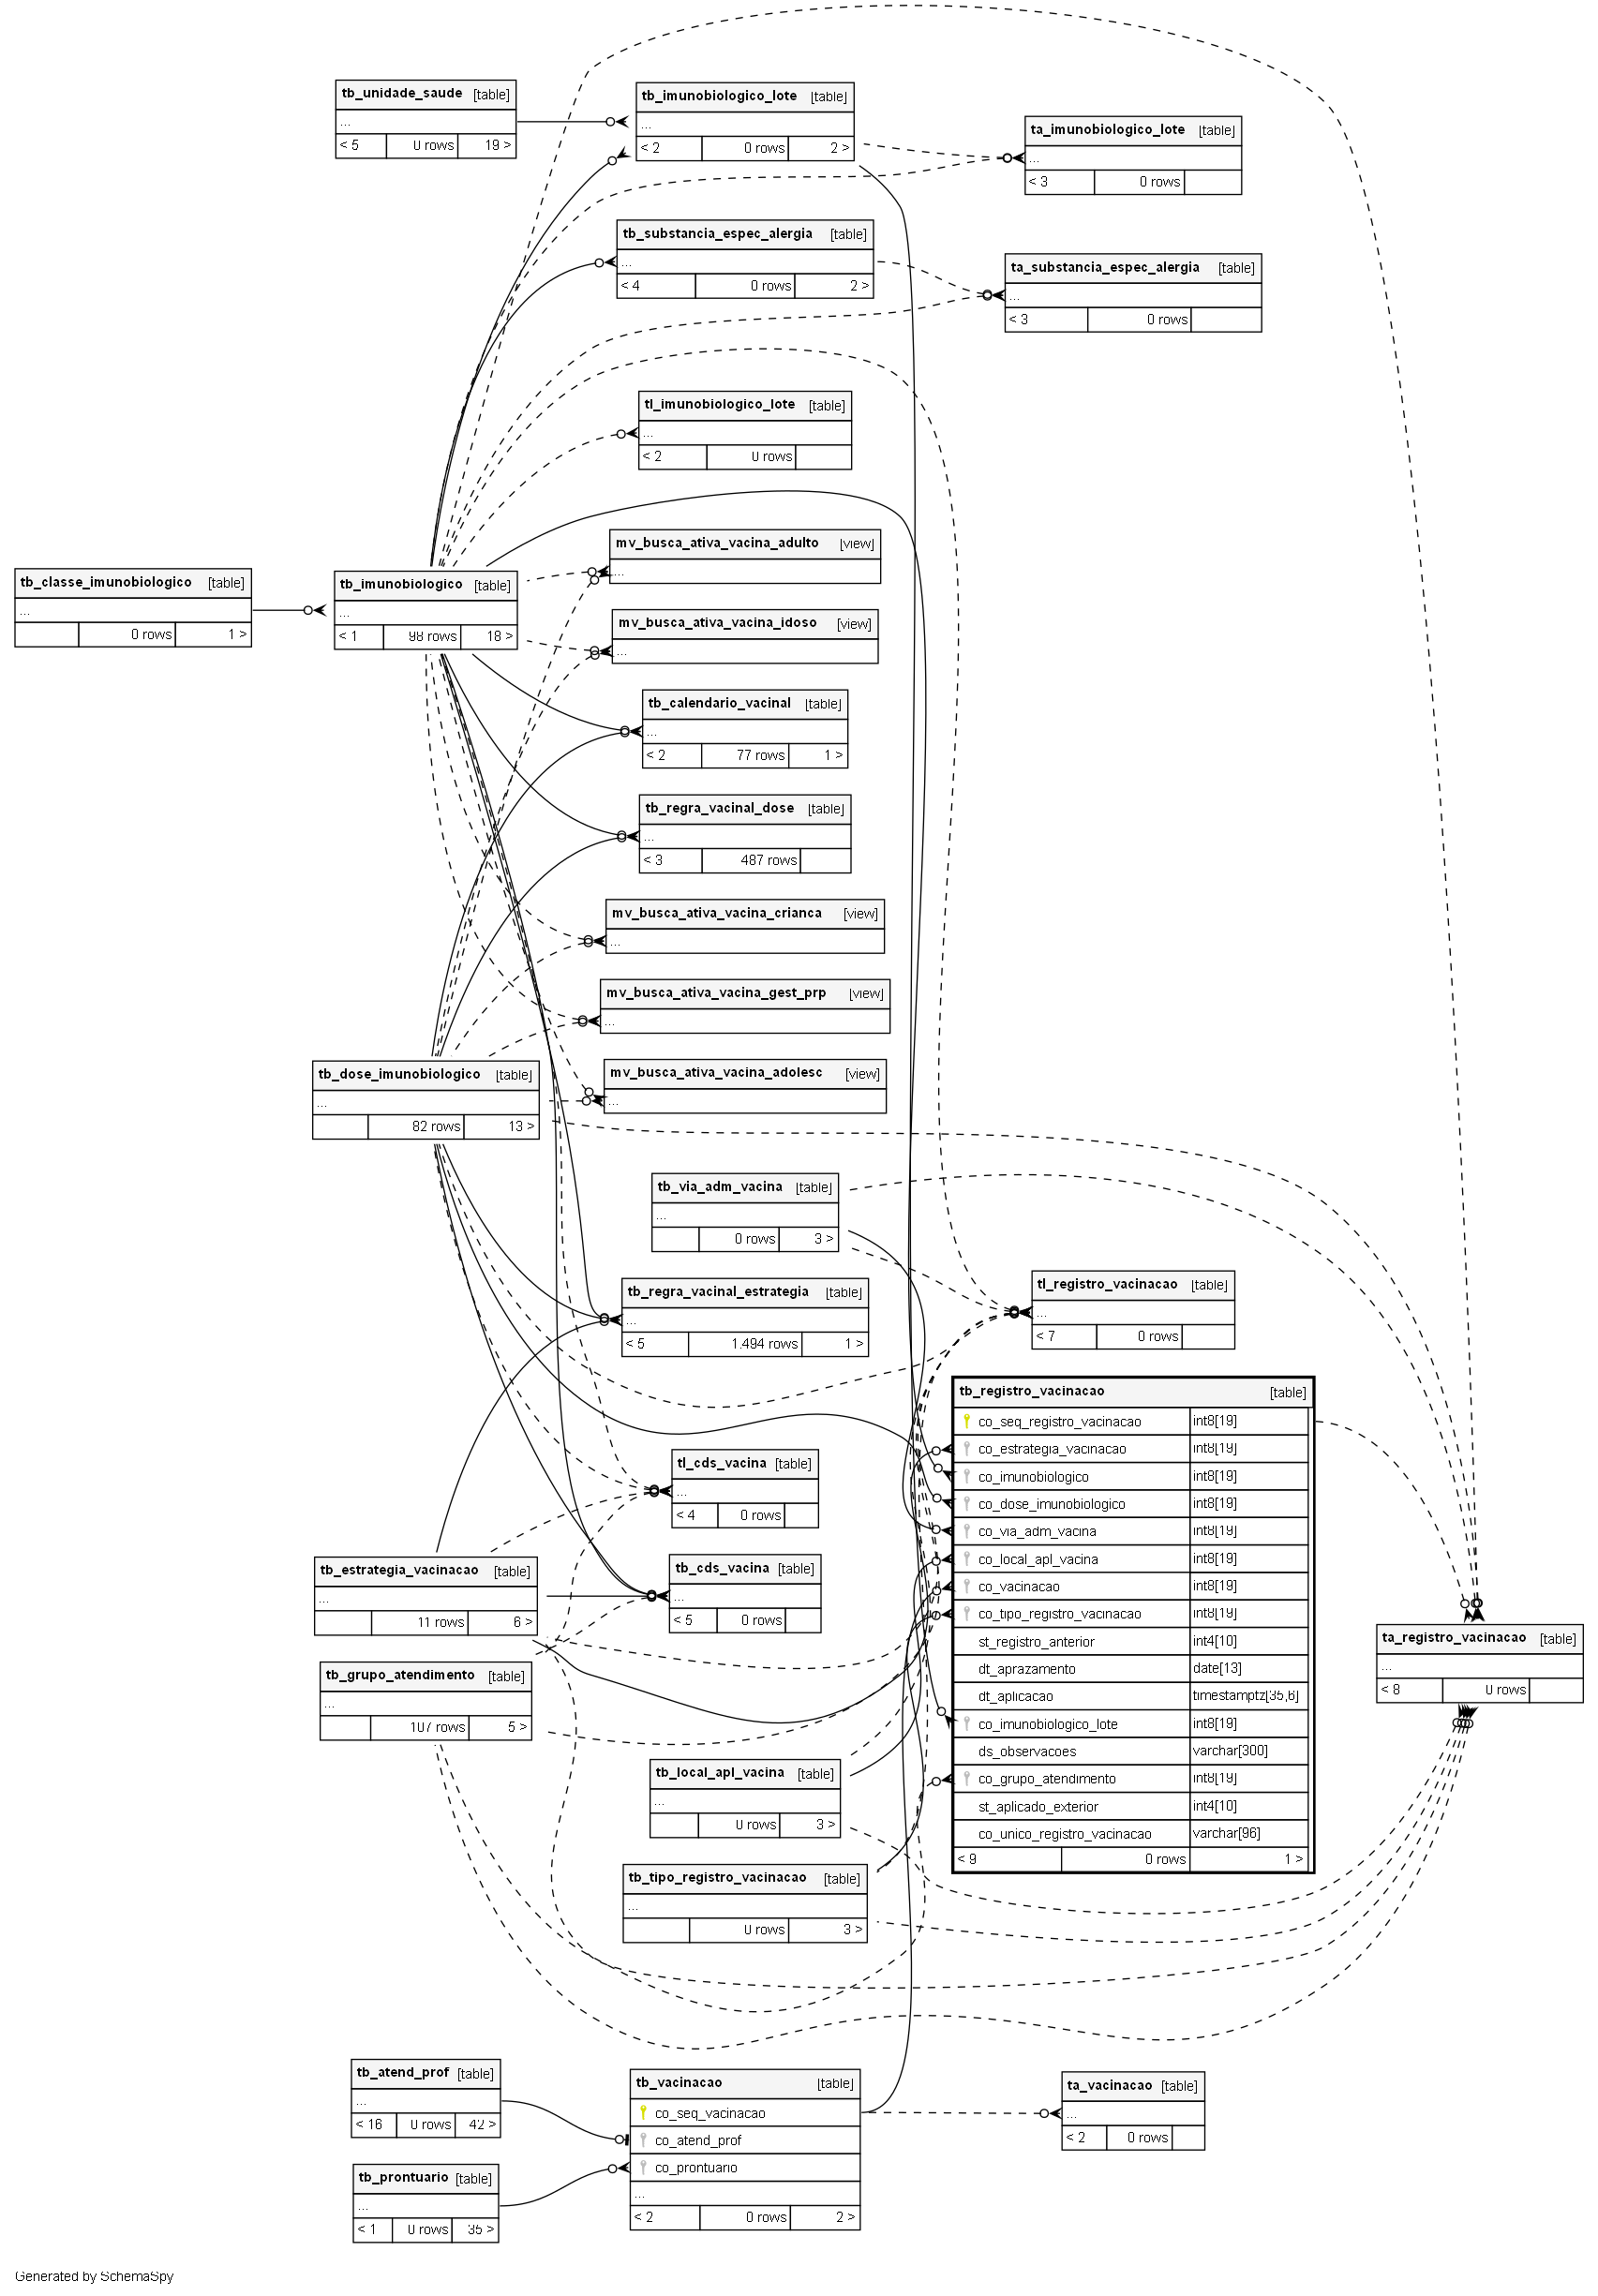 tb_unidade_saude [table]
...
< 5 0 rows 19 >
tb_imunobiologico_lote [table]
...
< 2 0 rows 2 >
ta_imunobiologico_lote [table]
...
< 3 0 rows
tb_substancia_espec_alergia [table]
...
< 4 0 rows 2 >
ta_substancia_espec_alergia [table]
...
< 3 0 rows
tl_imunobiologico_lote [table]
...
< 2 0 rows
mv_busca_ativa_vacina_adulto [view]
...
tb_classe_imunobiologico [table]
...
0 rows 1 >
tb_imunobiologico [table]
...
< 1 98 rows 18 >
mv_busca_ativa_vacina_idoso [view]
...
tb_calendario_vacinal [table]
...
< 2 77 rows 1 >
tb_regra_vacinal_dose [table]
...
< 3 487 rows
mv_busca_ativa_vacina_crianca [view]
...
mv_busca_ativa_vacina_gest_prp [view]
...
tb_dose_imunobiologico [table]
...
82 rows 13 >
mv_busca_ativa_vacina_adolesc [view]
...
tb_via_adm_vacina [table]
...
0 rows 3 >
tb_regra_vacinal_estrategia [table]
...
< 5 1.494 rows 1 >
tl_registro_vacinacao [table]
...
< 7 0 rows
tb_registro_vacinacao [table]
co_seq_registro_vacinacao int8[19]
co_estrategia_vacinacao int8[19]
co_imunobiologico int8[19]
co_dose_imunobiologico int8[19]
co_via_adm_vacina int8[19]
co_local_apl_vacina int8[19]
co_vacinacao int8[19]
co_tipo_registro_vacinacao int8[19]
st_registro_anterior int4[10]
dt_aprazamento date[13]
dt_aplicacao timestamptz[35,6]
co_imunobiologico_lote int8[19]
ds_observacoes varchar[300]
co_grupo_atendimento int8[19]
st_aplicado_exterior int4[10]
co_unico_registro_vacinacao varchar[96]
< 9 0 rows 1 >
tl_cds_vacina [table]
...
< 4 0 rows
tb_estrategia_vacinacao [table]
...
11 rows 6 >
tb_cds_vacina [table]
...
< 5 0 rows
ta_registro_vacinacao [table]
...
< 8 0 rows
tb_grupo_atendimento [table]
...
107 rows 5 >
tb_local_apl_vacina [table]
...
0 rows 3 >
tb_tipo_registro_vacinacao [table]
...
0 rows 3 >
tb_atend_prof [table]
...
< 16 0 rows 42 >
tb_vacinacao [table]
co_seq_vacinacao
co_atend_prof
co_prontuario
...
< 2 0 rows 2 >
ta_vacinacao [table]
...
< 2 0 rows
tb_prontuario [table]
...
< 1 0 rows 35 >
Generated by SchemaSpy